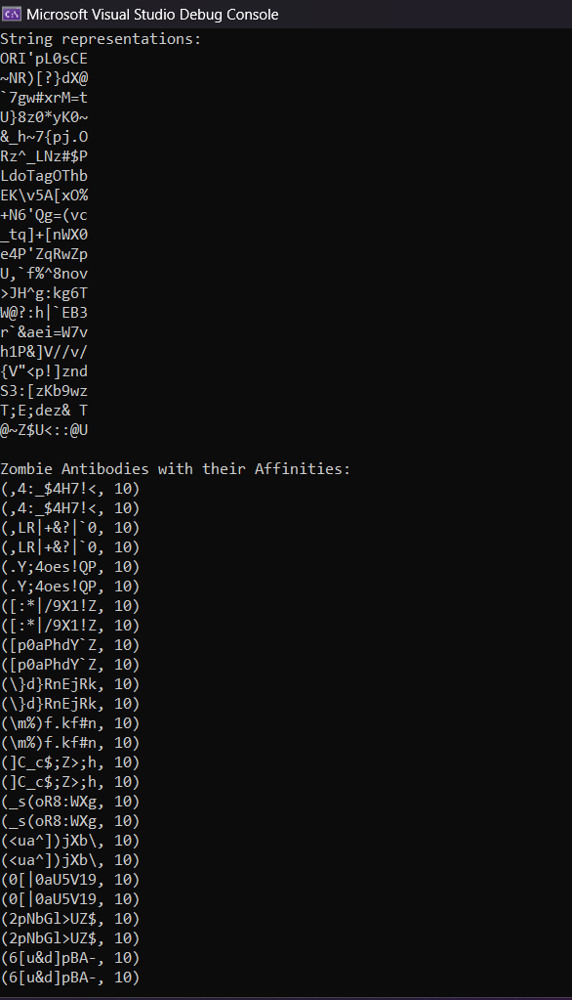 Microsoft Visual Studio Debug Console
String representations:
ORI'pL0sCE
~NR)[?}dX@
`7gw#xrM=t
U}8z0*yK0~
&_h~7{pj.O
Rz^_LNz#$P
LdoTagOThb
EK\v5A[xO%
+N6'Qg=(vc
_tq]+[nWX0
e4P'ZqRwZp
U,`f%^8nov
>JH^g:kg6T
W@?:h|`EB3
r`&aei=W7v
h1P&]V//v/
{V"<p!]znd
S3:[zKb9wz
T;E;dez& T
@~Z$U<::@U
Zombie Antibodies with their Affinities:
(,4:_$4H7!<, 10)
(,4:_$4H7!<, 10)
(,LR|+&?|`0, 10)
(,LR|+&?|`0, 10)
(.Y;4oes!QP, 10)
(.Y;4oes!QP, 10)
([:*|/9X1!Z, 10)
([:*|/9X1!Z, 10)
([p0aPhdY`Z, 10)
([p0aPhdY`Z, 10)
(\}d}RnEjRk, 10)
(\}d}RnEjRk, 10)
(\m%)f.kf#n, 10)
(\m%)f.kf#n, 10)
(]C_c$;Z>;h, 10)
(]C_c$;Z>;h, 10)
(_s(oR8:WXg, 10)
(_s(oR8:WXg, 10)
(<ua^])jXb\, 10)
(<ua^])jXb\, 10)
(0[|0aU5V19, 10)
(0[|0aU5V19, 10)
(2pNbGl>UZ$, 10)
(2pNbGl>UZ$, 10)
(6[u&d]pBA-, 10)
(6[u&d]pBA-, 10)